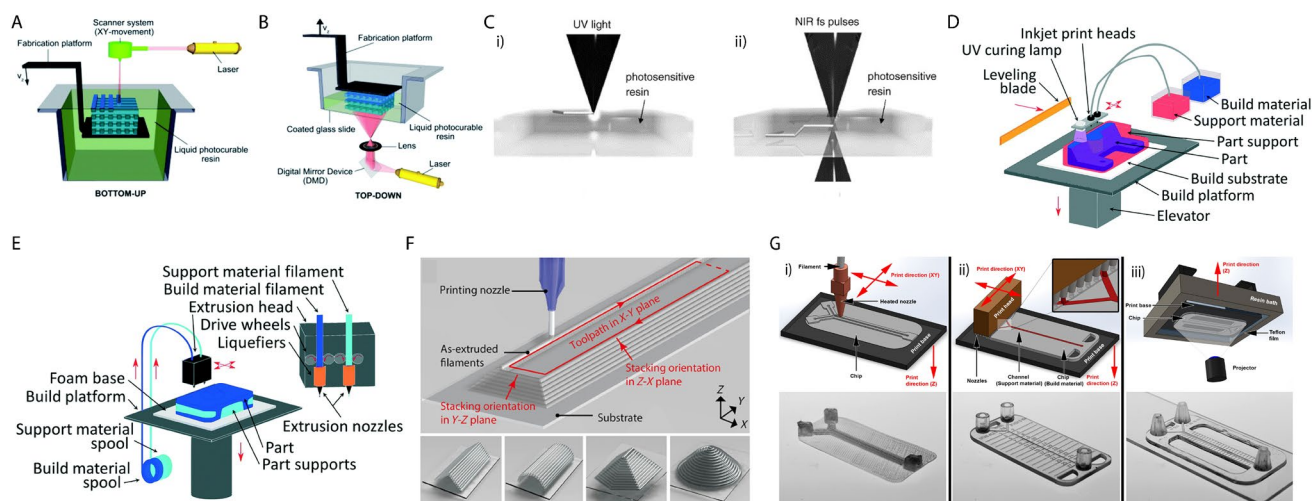 A
Scanner system
(XY-movement)
Fabrication platform
Vz
Laser
Liquid photocurable
resin
BOTTOM-UP
B
Vz
Fabrication platform
Coated glass slide
Liquid photocurable
resin
Lens
Laser
Digital Mirror Device
(DMD)
TOP-DOWN
C
i)
UV light
photosensitive
resin
ii)
NIR fs pulses
photosensitive
resin
D
Inkjet print heads
UV curing lamp
Leveling
blade
Build material
Support material
Part support
Part
Build substrate
Build platform
Elevator
E
Support material filament
Build material filament
Extrusion head
Drive wheels
Liquefiers
Foam base
Build platform
Support material
spool
Build material
spool
Extrusion nozzles
Part
Part supports
F
Printing nozzle
As-extruded
filaments
Toolpath in X-Y plane
Stacking orientation
in Z-X plane
Stacking orientation
in Y-Z plane
Substrate
Z
Y
X
G
i)
Filament
Print direction (XY)
Heated nozzle
Print base
Chip
Print
direction (Z)
ii)
Print direction (XY)
Print head
Print base
Nozzles
Channel
(Support material)
Chip
(Build material)
Print
direction (Z)
iii)
Print direction
(Z)
Resin bath
Print base
Chip
Teflon
film
Projector